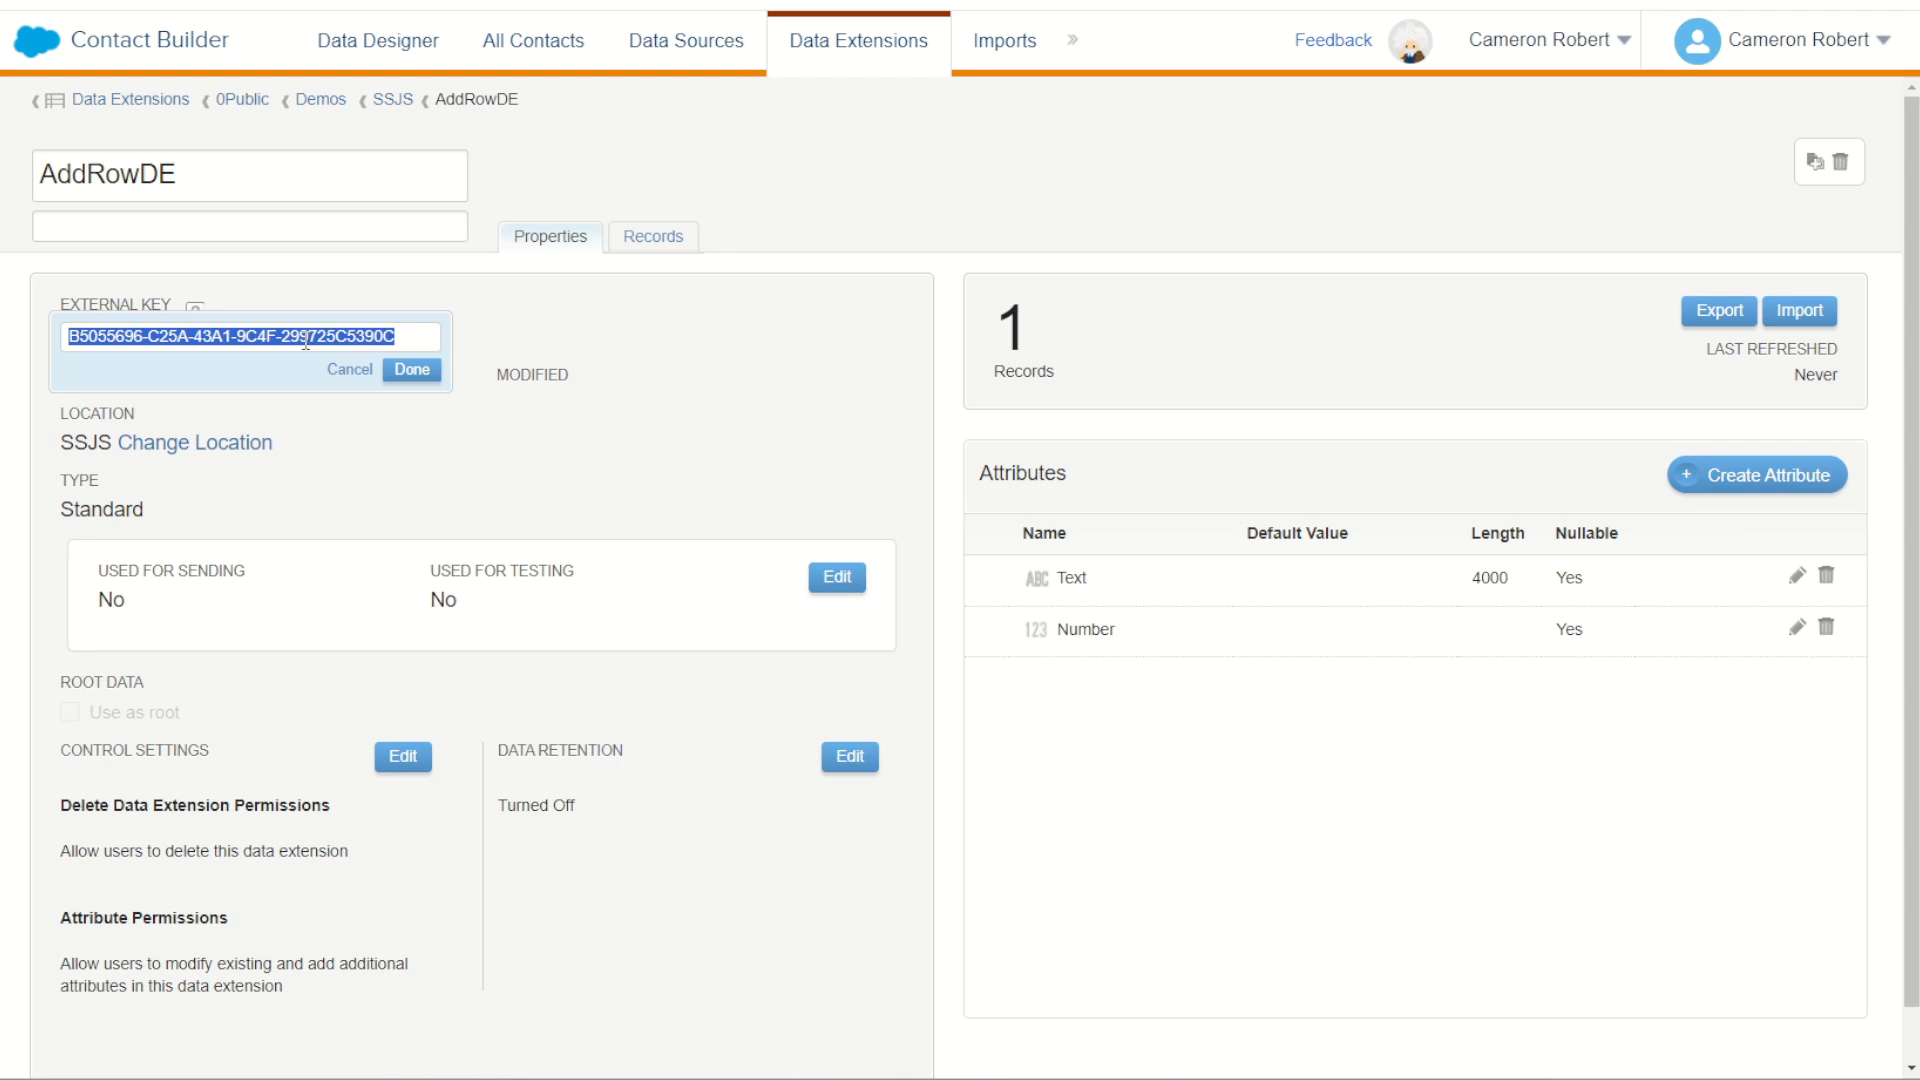 Contact Builder
Data Designer
All Contacts
Data Sources
Data Extensions
Imports
Feedback
Cameron Robert
Cameron Robert
Data Extensions
0Public
Demos
SSJS
AddRowDE
AddRowDE
Properties
Records
EXTERNAL KEY
B5055696-C25A-43A1-9C4F-299725C5390C
Cancel
Done
MODIFIED
LOCATION
SSJS Change Location
TYPE
Standard
USED FOR SENDING
No
USED FOR TESTING
No
Edit
ROOT DATA
Use as root
CONTROL SETTINGS
Edit
Delete Data Extension Permissions
Allow users to delete this data extension
Attribute Permissions
Allow users to modify existing and add additional
attributes in this data extension
DATA RETENTION
Edit
Turned Off
1
Records
Export
Import
LAST REFRESHED
Never
Attributes
+ Create Attribute
Name Default Value Length Nullable
ABC Text 4000 Yes
123 Number Yes